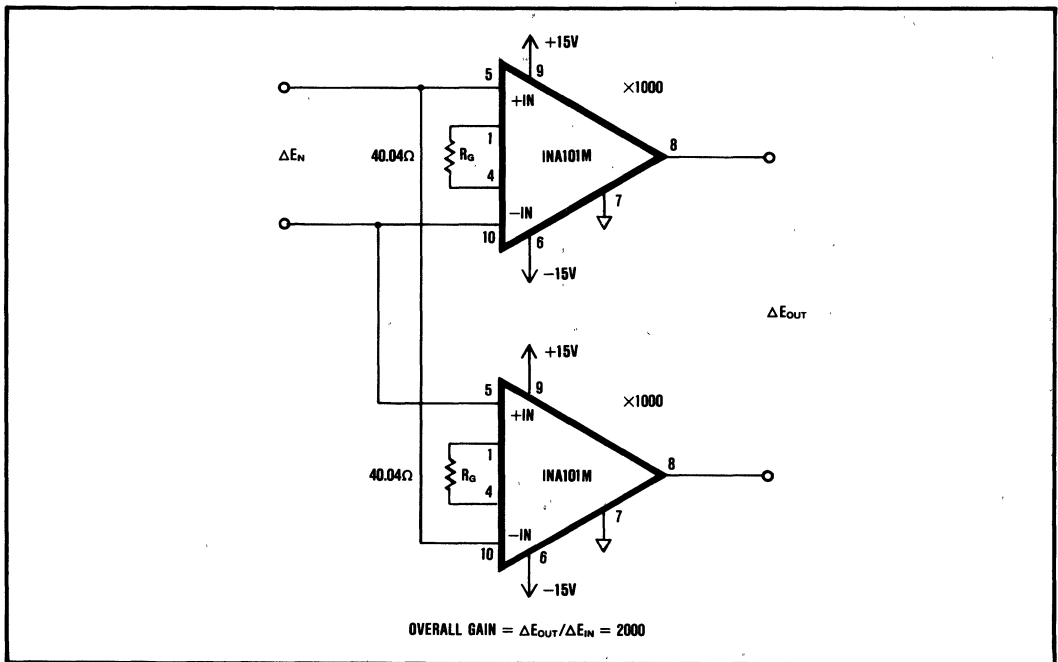 +15V
5
9
×1000
+IN
ΔEN
40.04Ω
RG
1
4
INA101M
8
7
−IN
10
6
−15V
ΔEOUT
+15V
5
9
×1000
+IN
40.04Ω
RG
1
4
INA101M
8
7
−IN
10
6
−15V
OVERALL GAIN = ΔEOUT/ΔEIN = 2000